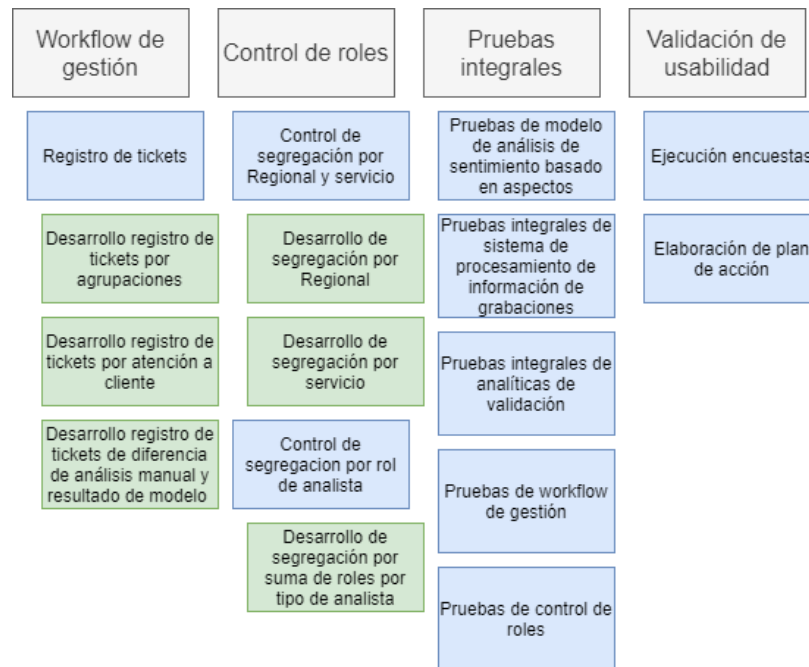 Workflow de
gestión
Control de roles
Pruebas
integrales
Validación de
usabilidad
Registro de tickets
Desarrollo registro de
tickets por
agrupaciones
Desarrollo registro de
tickets por atención a
cliente
Desarrollo registro de
tickets de diferencia
de análisis manual y
resultado de modelo
Control de
segregación por
Regional y servicio
Desarrollo de
segregación por
Regional
Desarrollo de
segregación por
servicio
Control de
segregacion por rol
de analista
Desarrollo de
segregación por
suma de roles por
tipo de analista
Pruebas de modelo
de análisis de
sentimiento basado
en aspectos
Pruebas integrales de
sistema de
procesamiento de
información de
grabaciones
Pruebas integrales de
analíticas de
validación
Pruebas de workflow
de gestión
Pruebas de control de
roles
Ejecución encuestas
Elaboración de plan
de acción